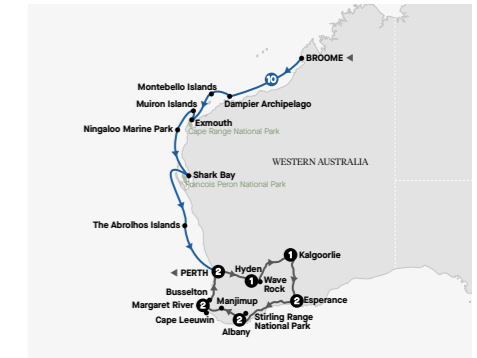 BROOME
10
Montebello Islands
Dampier Archipelago
Muiron Islands
Exmouth
Cape Range National Park
Ningaloo Marine Park
WESTERN AUSTRALIA
Shark Bay
Francois Peron National Park
The Abrolhos Islands
Kalgoorlie
1
PERTH
2
Hyden
1
Wave
Rock
Busselton
Manjimup
2
Esperance
Margaret River
2
Cape Leeuwin
2
Albany
Stirling Range
National Park